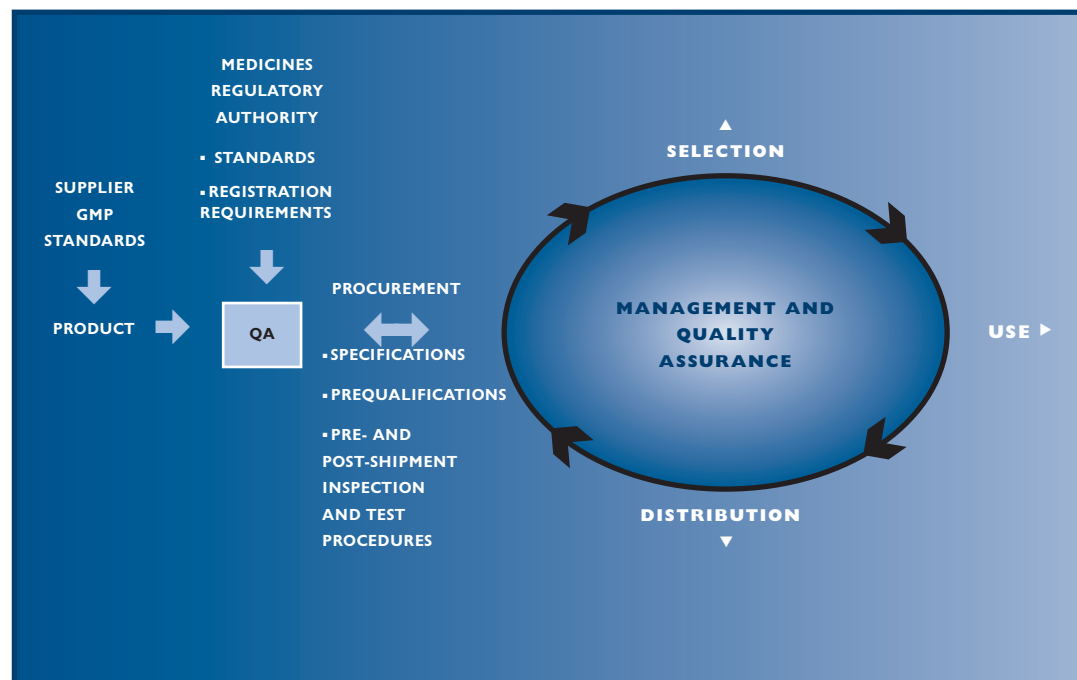 MEDICINES
REGULATORY
AUTHORITY
▪ STANDARDS
▪ REGISTRATION
REQUIREMENTS
SUPPLIER
GMP
STANDARDS
PRODUCT
QA
PROCUREMENT
▪ SPECIFICATIONS
▪ PREQUALIFICATIONS
▪ PRE- AND
POST-SHIPMENT
INSPECTION
AND TEST
PROCEDURES
SELECTION
MANAGEMENT AND
QUALITY
ASSURANCE
USE
DISTRIBUTION